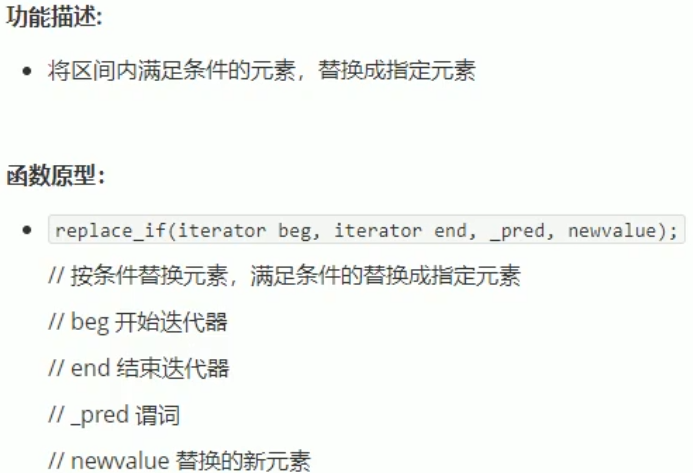 功能描述:
• 将区间内满足条件的元素，替换成指定元素
函数原型：
• replace_if(iterator beg, iterator end, _pred, newvalue);
// 按条件替换元素，满足条件的替换成指定元素
// beg 开始迭代器
// end 结束迭代器
// _pred 谓词
// newvalue 替换的新元素